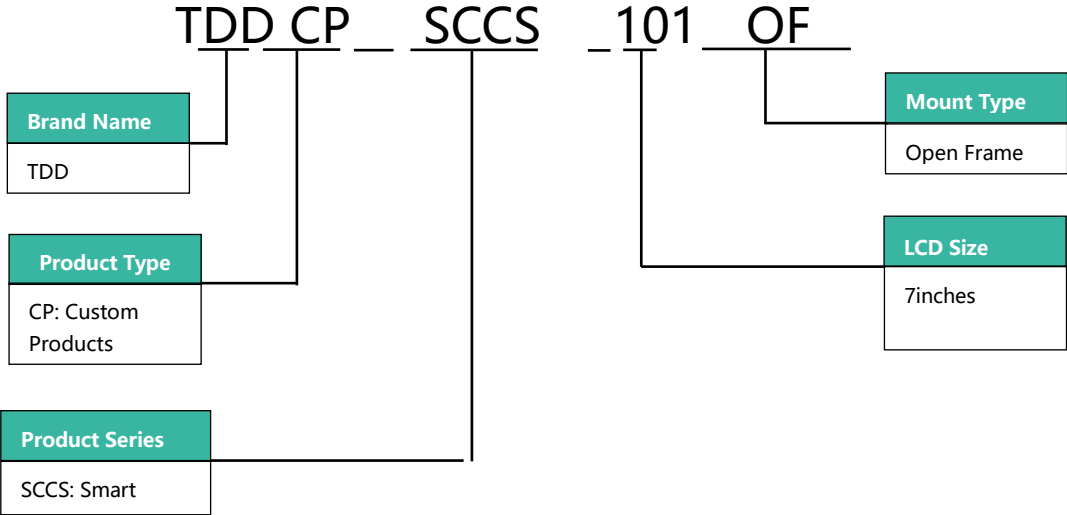 TDD CP __ SCCS _ 101 OF
Brand Name
TDD
Product Type
CP: Custom
Products
Product Series
SCCS: Smart
Mount Type
Open Frame
LCD Size
7inches